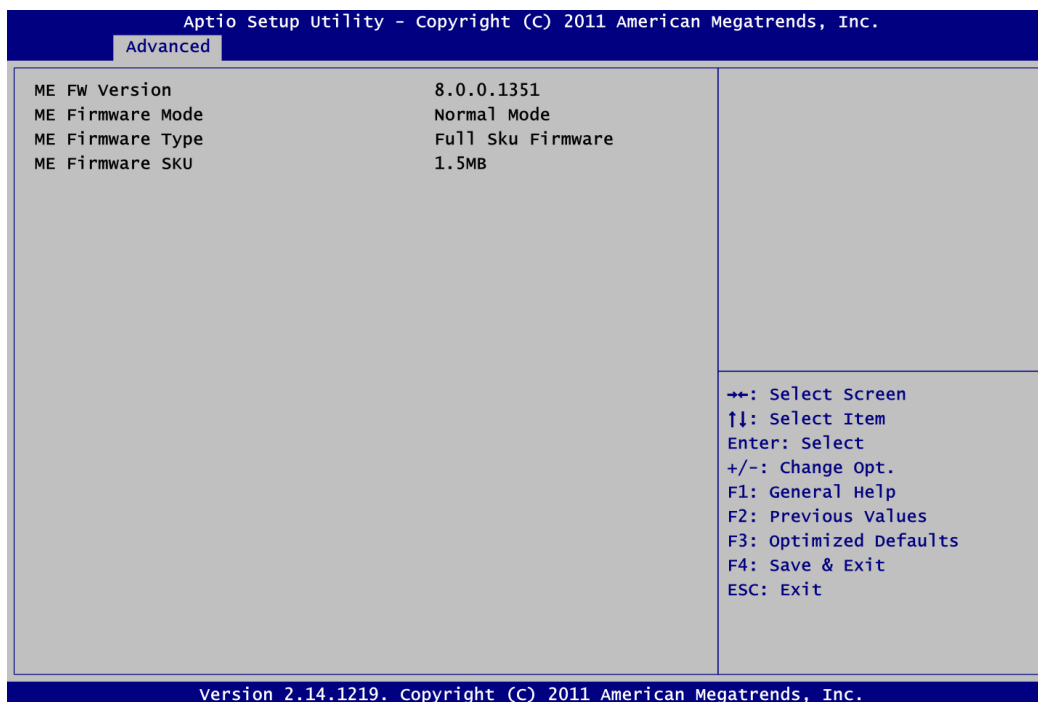 Aptio Setup Utility – Copyright (C) 2011 American Megatrends, Inc.
Advanced
ME FW Version 8.0.0.1351
ME Firmware Mode Normal Mode
ME Firmware Type Full Sku Firmware
ME Firmware SKU 1.5MB
→←: Select Screen
↑↓: Select Item
Enter: Select
+/-: Change Opt.
F1: General Help
F2: Previous Values
F3: Optimized Defaults
F4: Save & Exit
ESC: Exit
Version 2.14.1219. Copyright (C) 2011 American Megatrends, Inc.